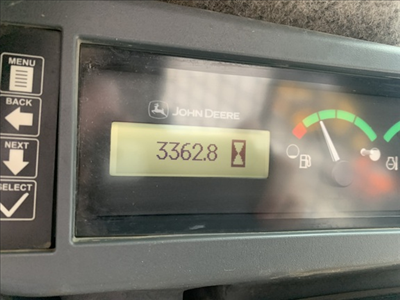 MENU
BACK
NEXT
SELECT
JOHN DEERE
3362.8